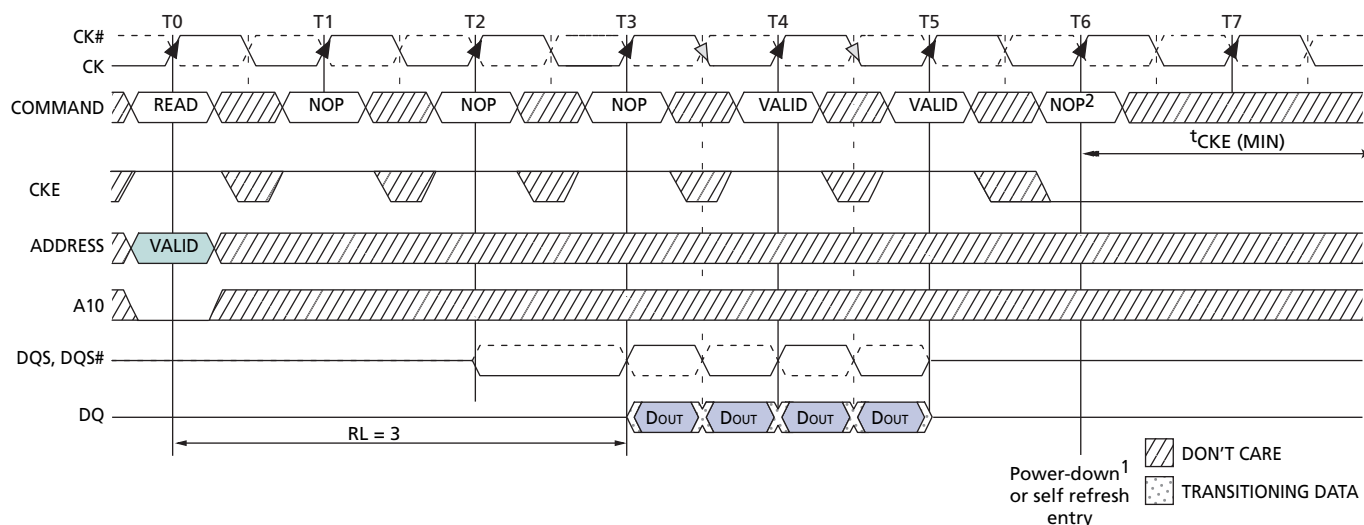 T0 T1 T2 T3 T4 T5 T6 T7
CK#
CK
COMMAND READ NOP NOP NOP VALID VALID NOP2
tCKE (MIN)
CKE
ADDRESS VALID
A10
DQS, DQS#
DQ DOUT DOUT DOUT DOUT
RL = 3
Power-down1
or self refresh
entry
DON'T CARE
TRANSITIONING DATA